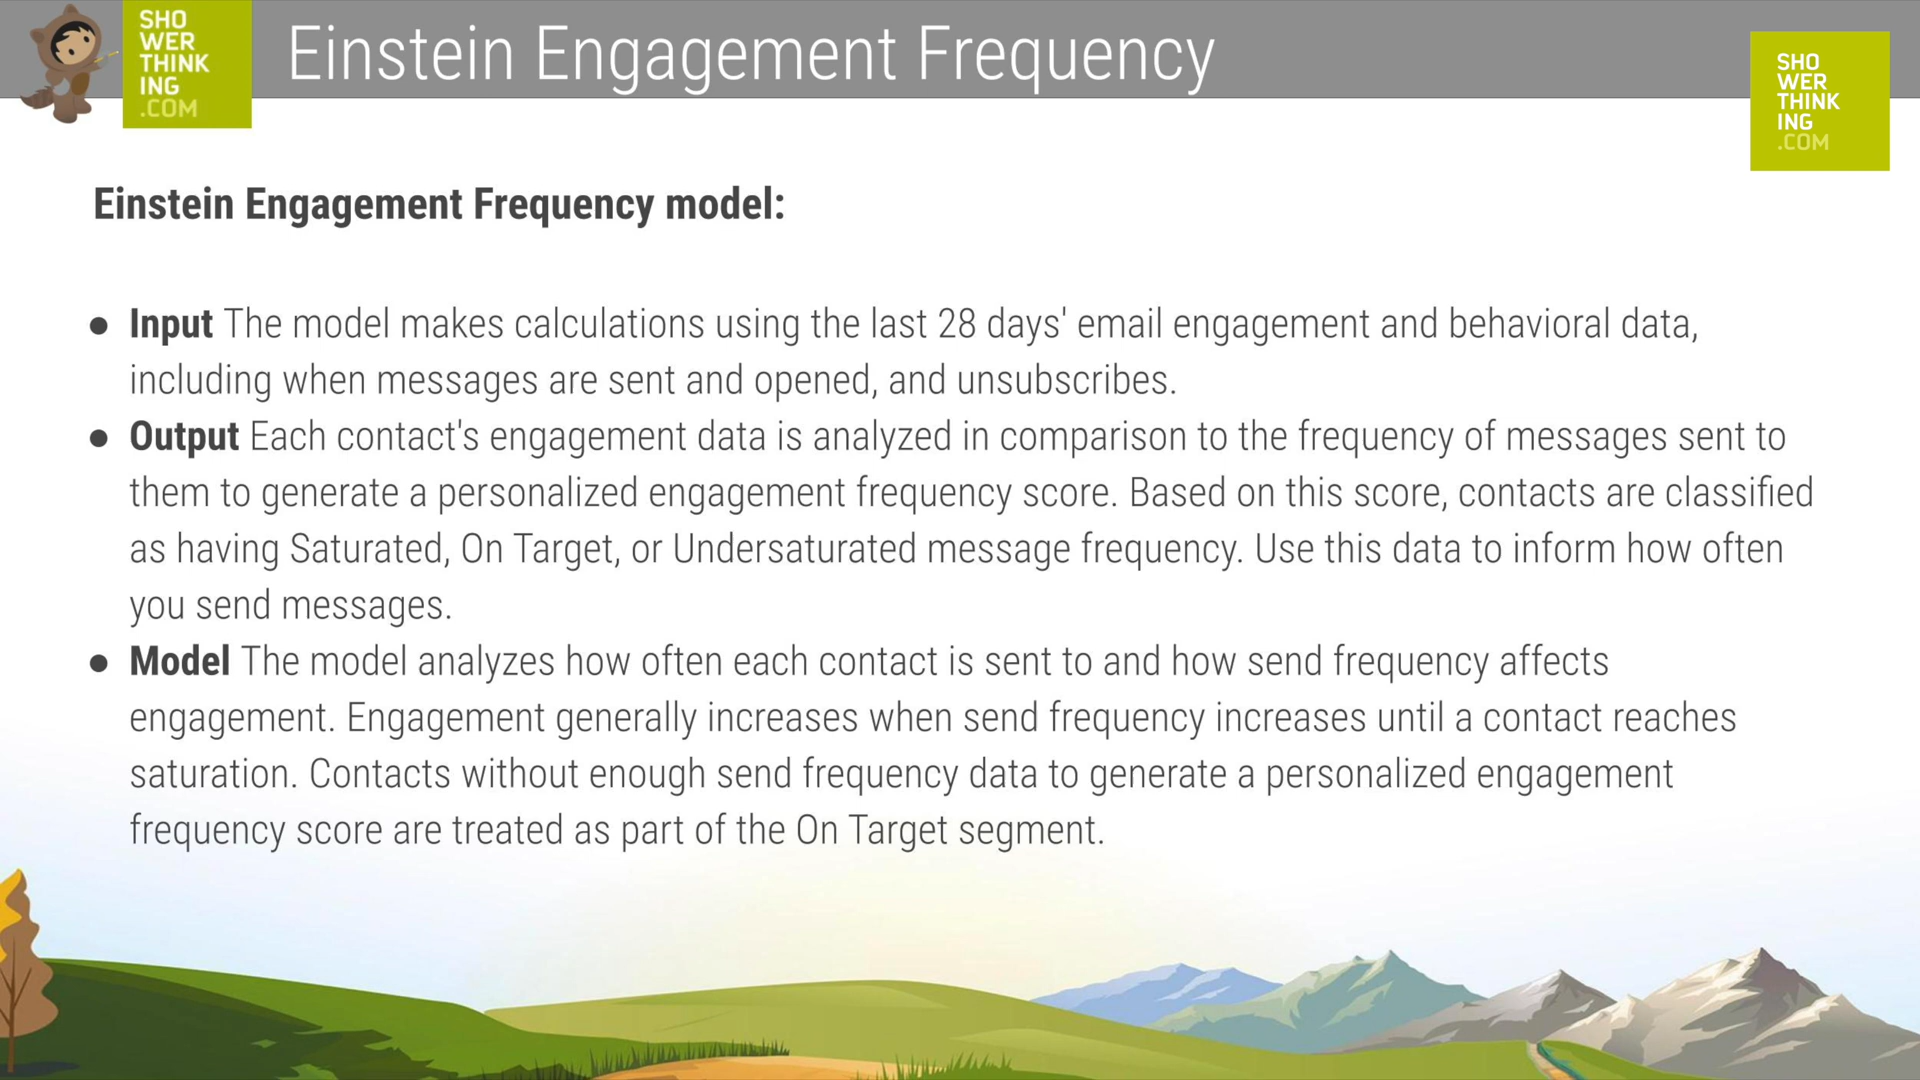 SHO
WER
THINK
ING
.COM
Einstein Engagement Frequency
SHO
WER
THINK
ING
.COM
Einstein Engagement Frequency model:
● Input The model makes calculations using the last 28 days' email engagement and behavioral data,
including when messages are sent and opened, and unsubscribes.
● Output Each contact's engagement data is analyzed in comparison to the frequency of messages sent to
them to generate a personalized engagement frequency score. Based on this score, contacts are classified
as having Saturated, On Target, or Undersaturated message frequency. Use this data to inform how often
you send messages.
● Model The model analyzes how often each contact is sent to and how send frequency affects
engagement. Engagement generally increases when send frequency increases until a contact reaches
saturation. Contacts without enough send frequency data to generate a personalized engagement
frequency score are treated as part of the On Target segment.